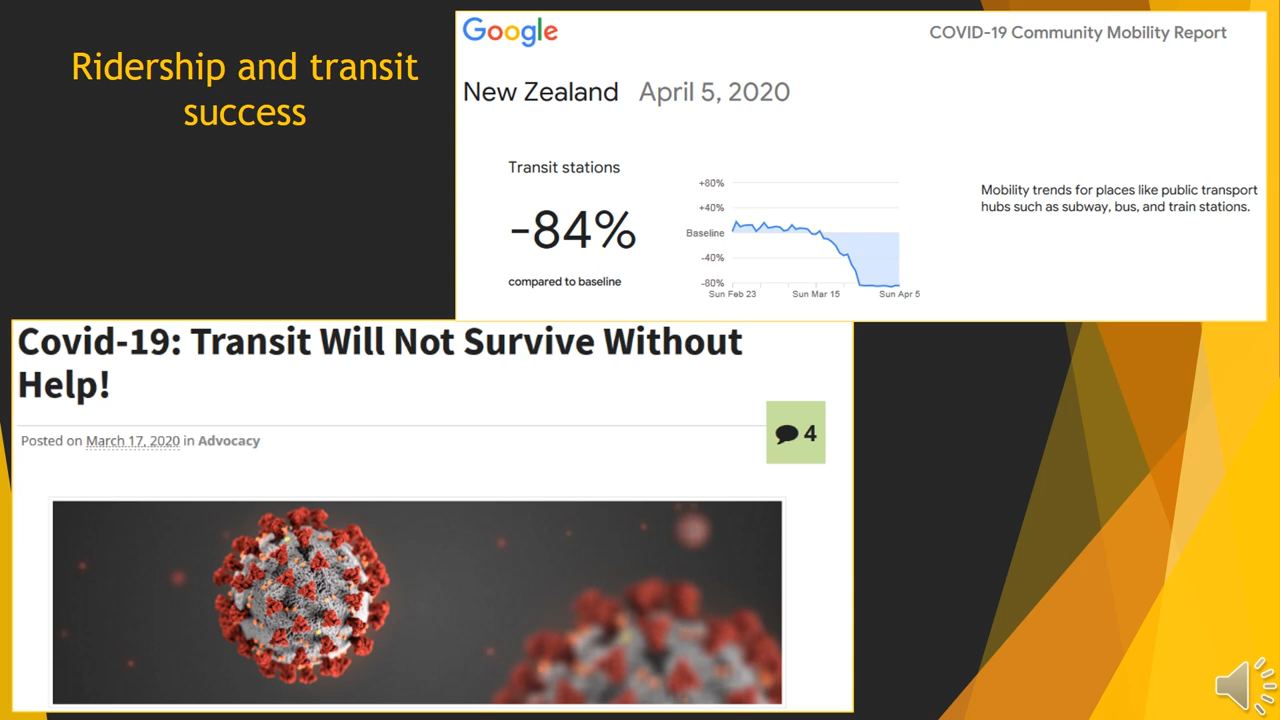 Ridership and transit
success
Google
COVID-19 Community Mobility Report
New Zealand April 5, 2020
Transit stations
-84%
compared to baseline
+80%
+40%
Baseline
-40%
-80%
Sun Feb 23 Sun Mar 15 Sun Apr 5
Mobility trends for places like public transport
hubs such as subway, bus, and train stations.
Covid-19: Transit Will Not Survive Without
Help!
Posted on March 17, 2020 in Advocacy
4